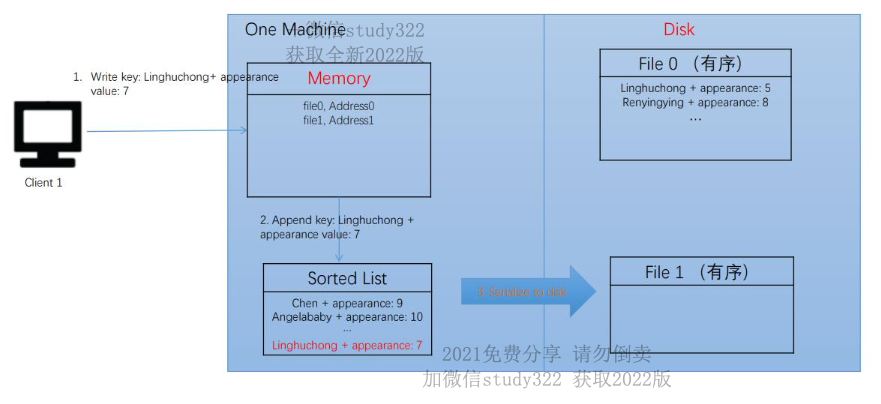 One Machine
Disk
微信study322
获取全新2022版
1. Write key: Linghuchong+ appearance
value: 7
Memory
file0, Address0
file1, Address1
File 0 （有序）
Linghuchong + appearance: 5
Renyingying + appearance: 8
...
Client 1
2. Append key: Linghuchong +
appearance value: 7
Sorted List
Chen + appearance: 9
Angelababy + appearance: 10
...
Linghuchong + appearance: 7
3. Serialize to disk
File 1 （有序）
2021免费分享 请勿倒卖
加微信study322 获取2022版